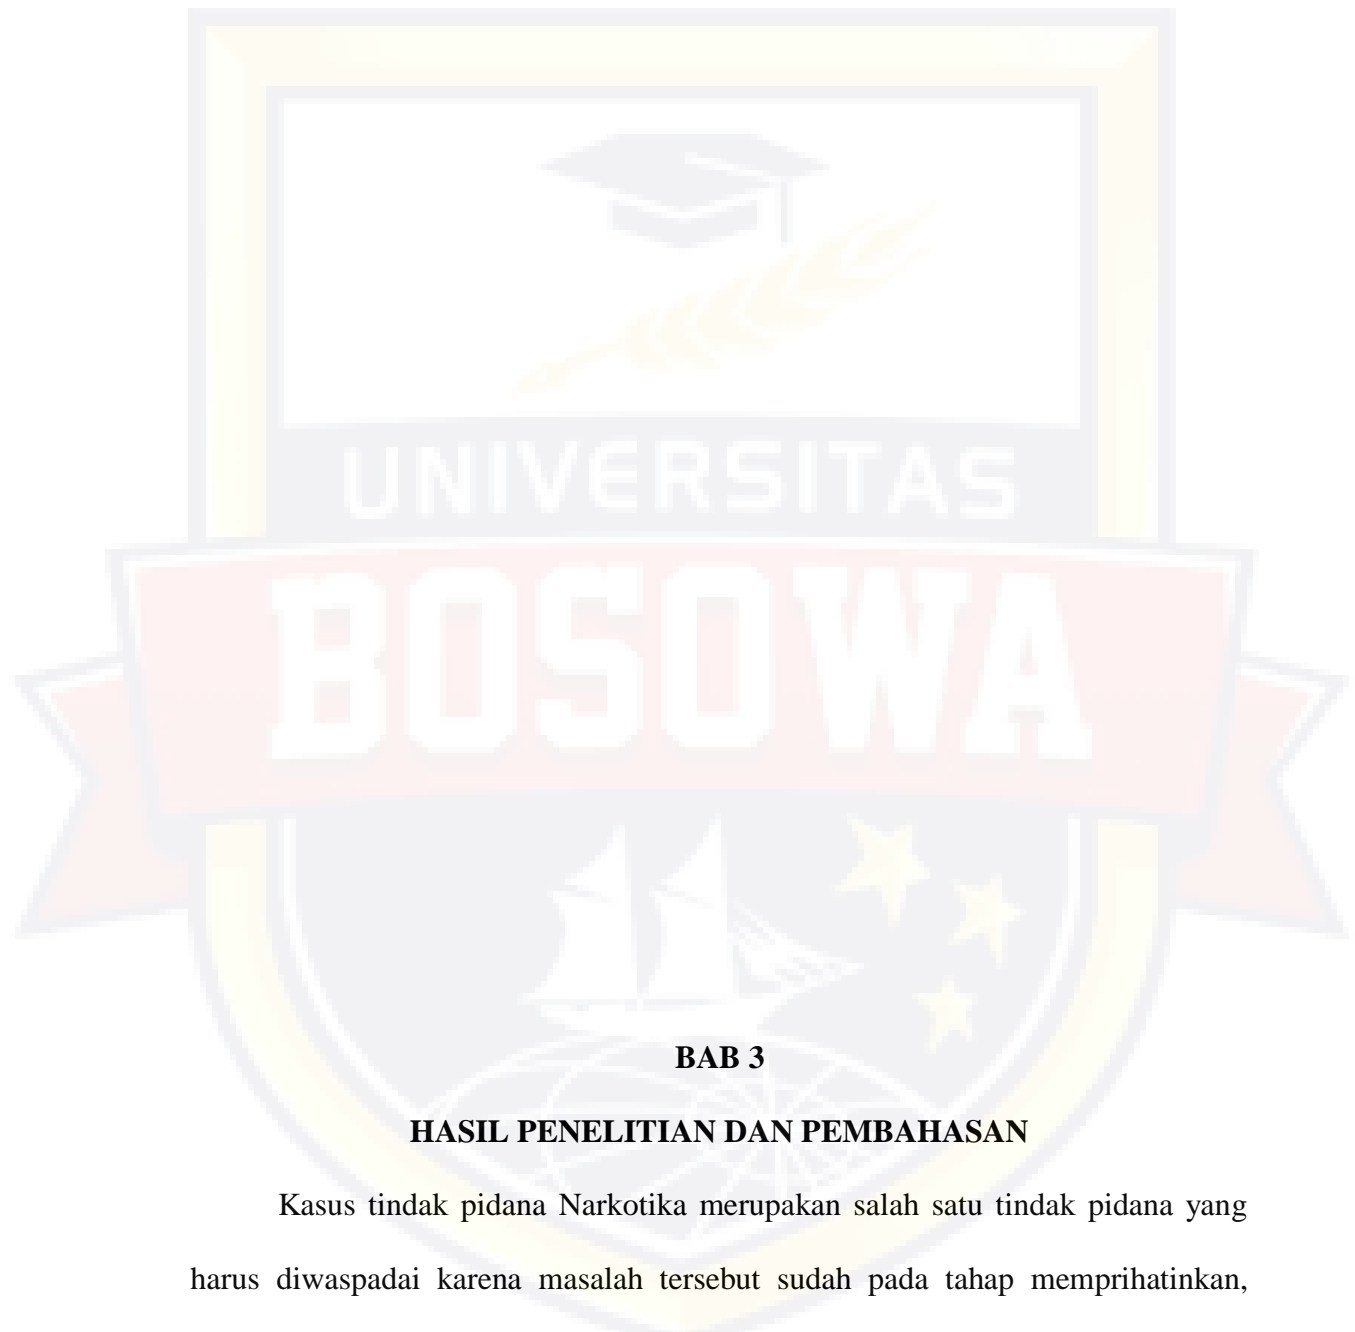 UNIVERSITAS
BOSOWA
BAB 3
HASIL PENELITIAN DAN PEMBAHASAN
Kasus tindak pidana Narkotika merupakan salah satu tindak pidana yang
harus diwaspadai karena masalah tersebut sudah pada tahap memprihatinkan,